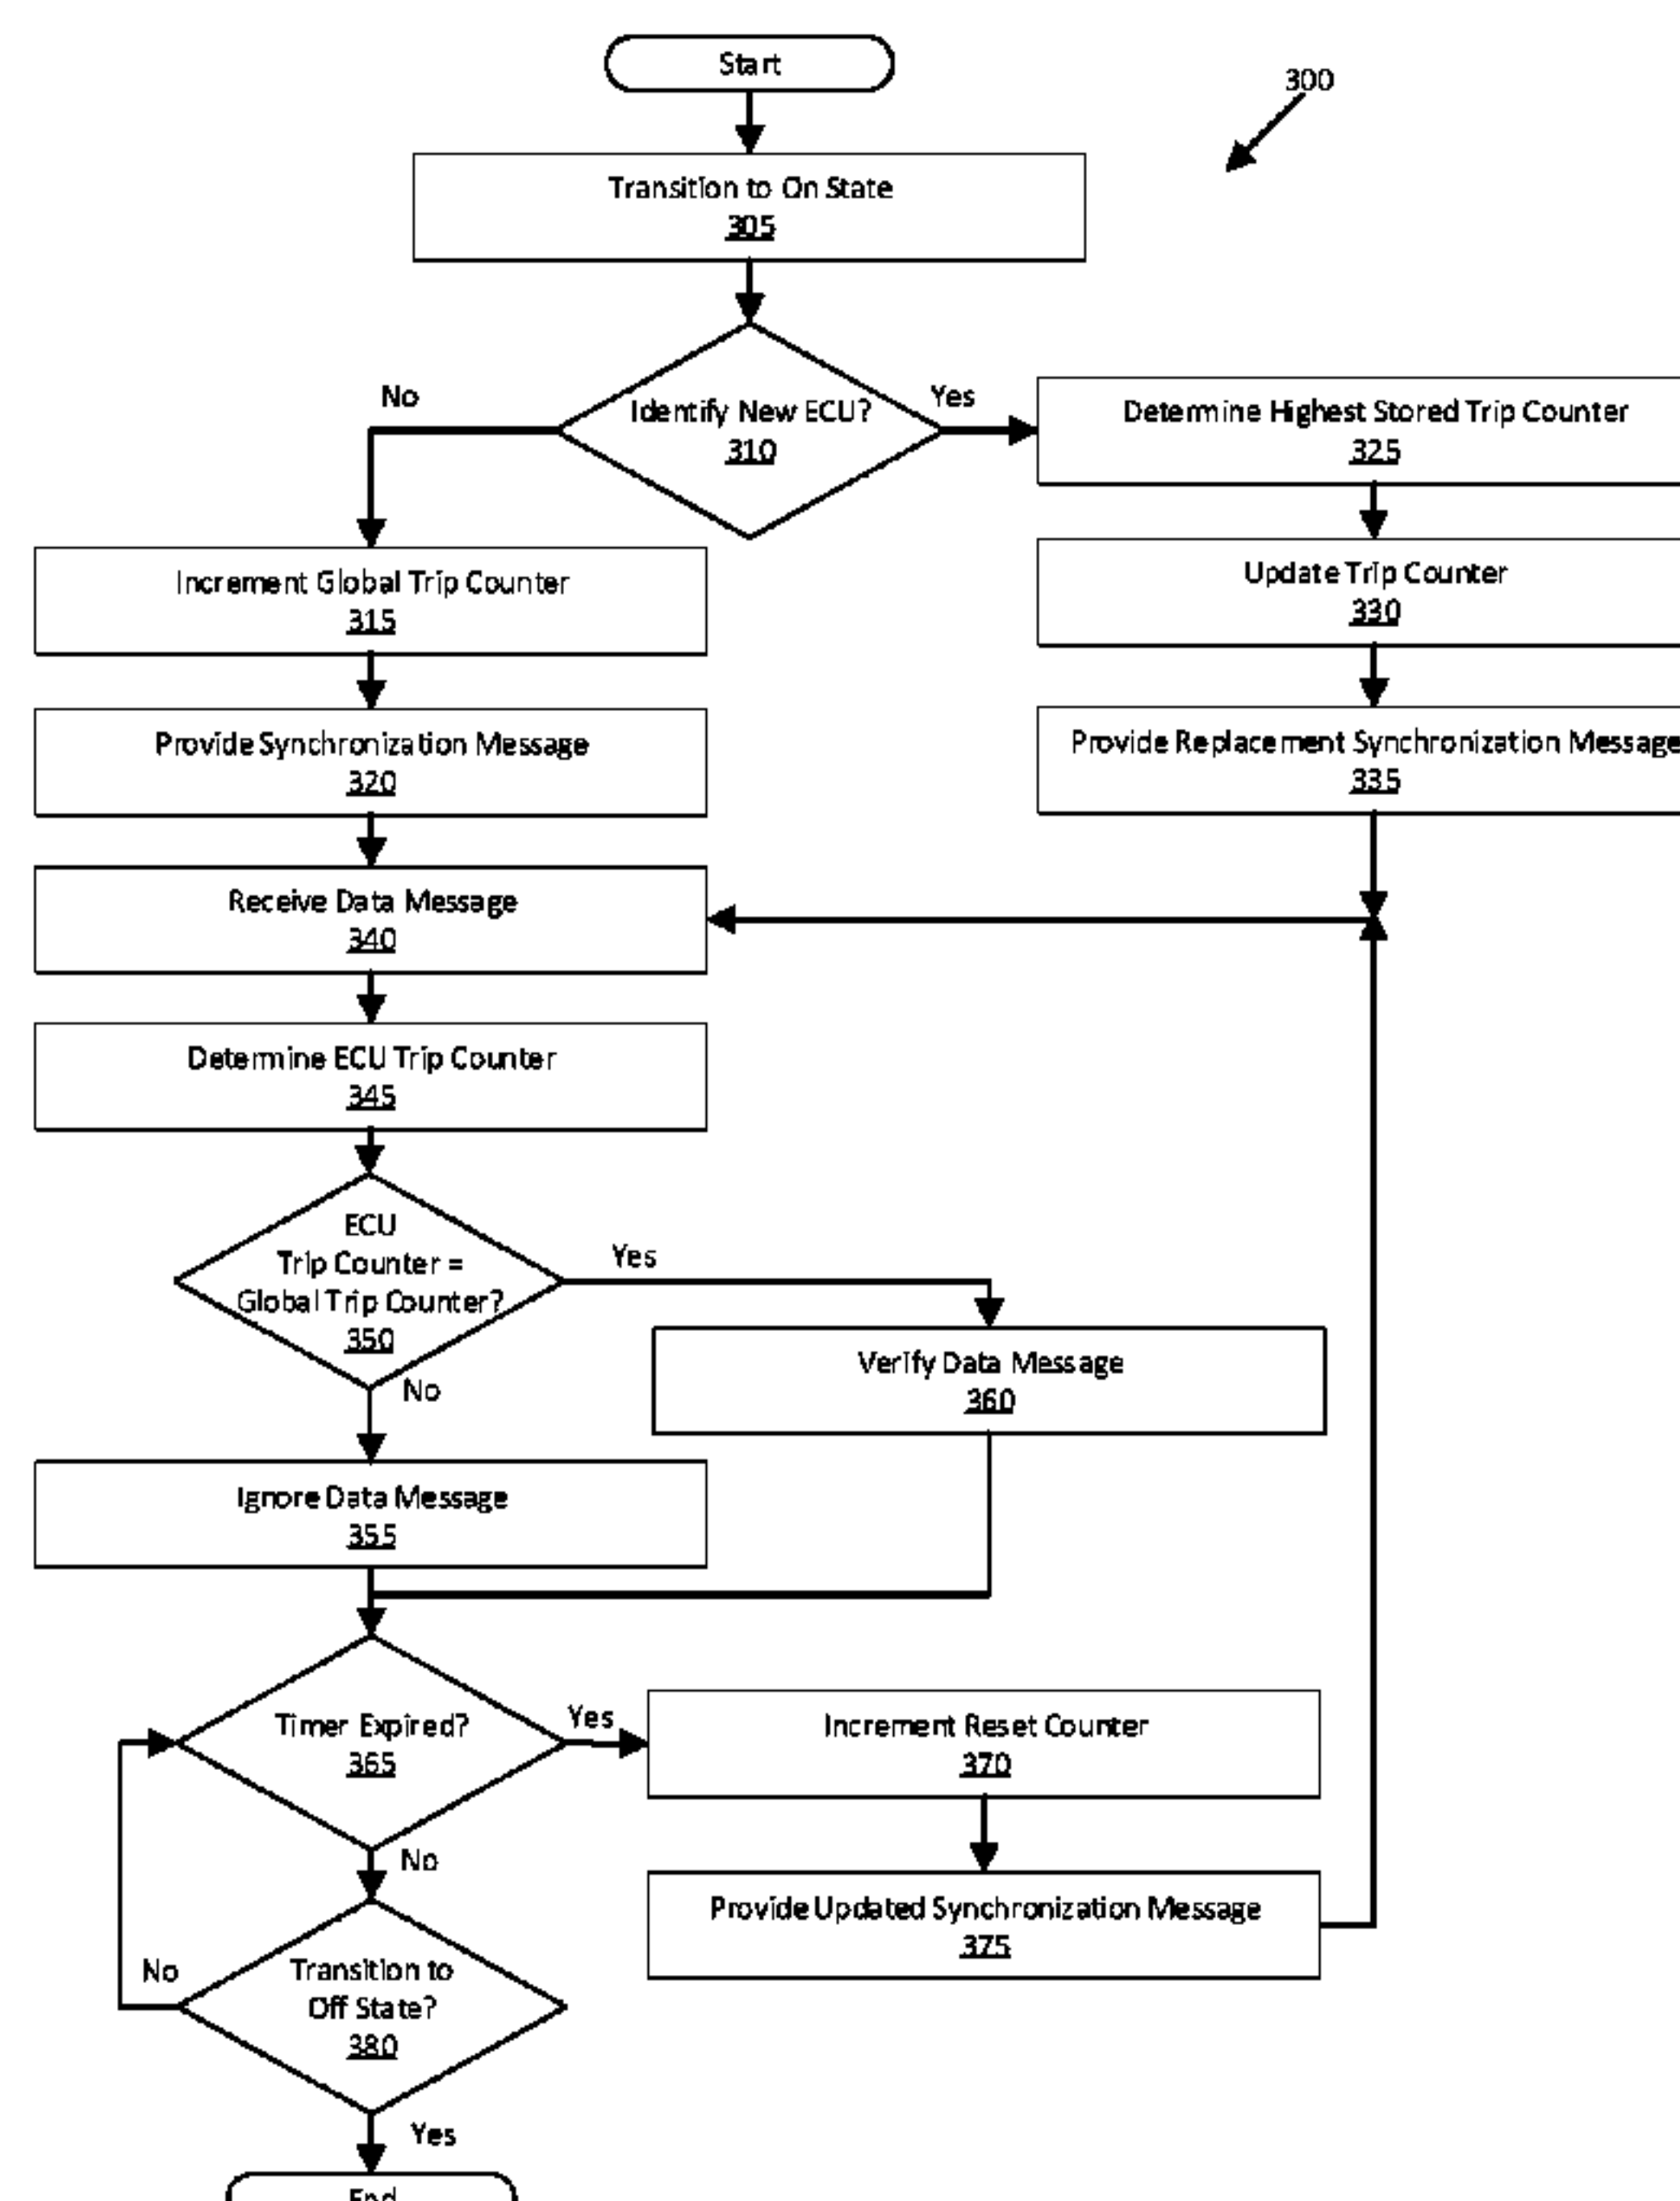 Start
300
Transition to On State
305
No
Identify New ECU?
310
Yes
Determine Highest Stored Trip Counter
325
Increment Global Trip Counter
315
Update Trip Counter
330
Provide Synchronization Message
320
Provide Replacement Synchronization Message
335
Receive Data Message
340
Determine ECU Trip Counter
345
ECU
Trip Counter =
Global Trip Counter?
350
Yes
No
Verify Data Message
360
Ignore Data Message
355
Timer Expired?
365
Yes
Increment Reset Counter
370
No
Provide Updated Synchronization Message
375
No
Transition to
Off State?
380
Yes
End